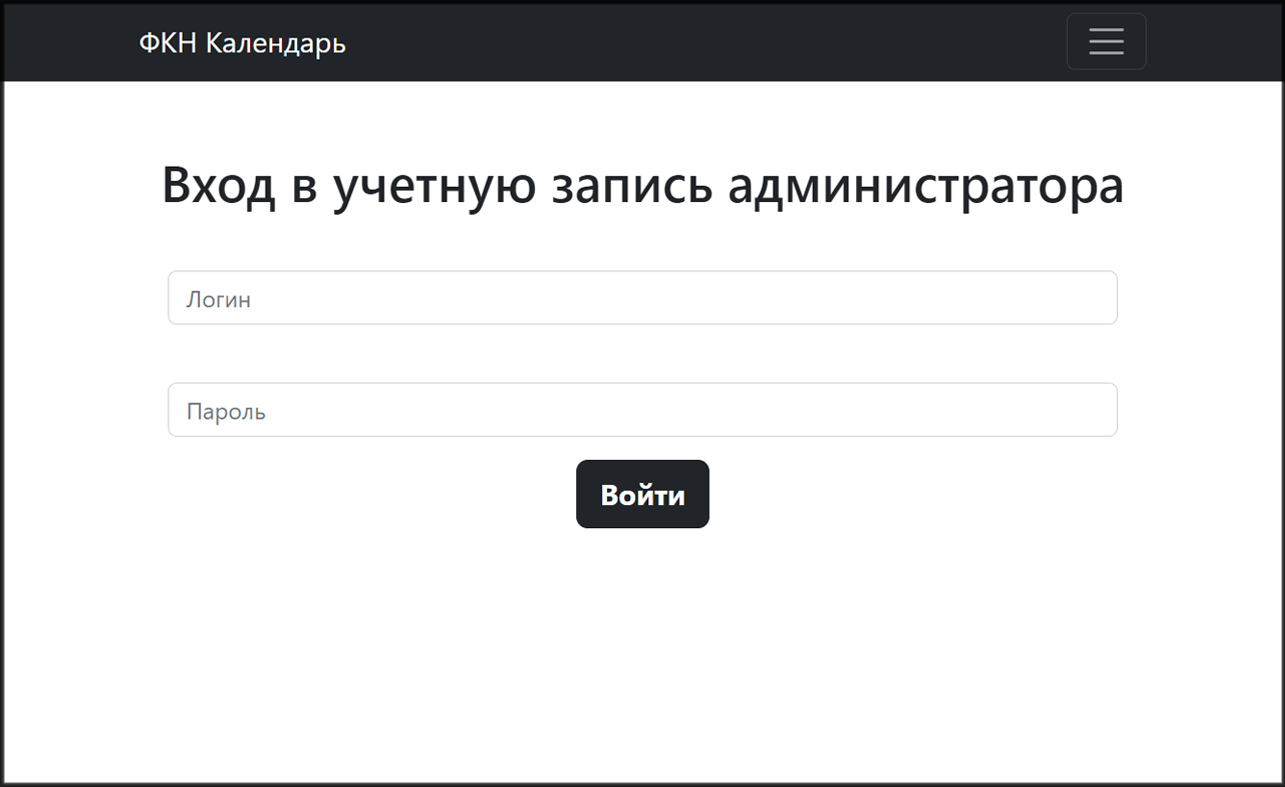 ФКН Календарь
Вход в учетную запись администратора
Логин
Пароль
Войти